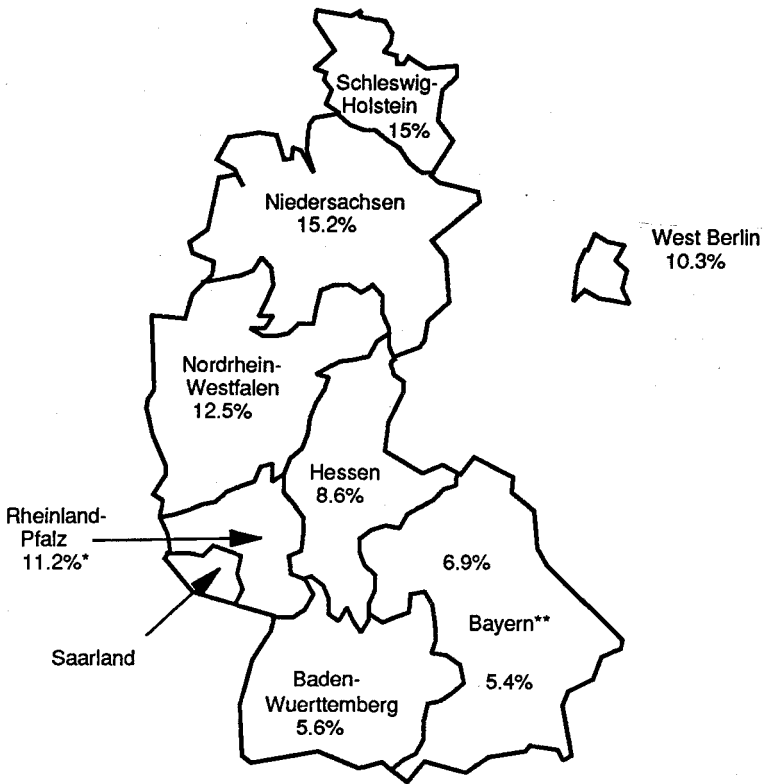 Schleswig-
Holstein
15%
Niedersachsen
15.2%
West Berlin
10.3%
Nordrhein-
Westfalen
12.5%
Hessen
8.6%
Rheinland-
Pfalz
11.2%*
6.9%
Bayern**
5.4%
Saarland
Baden-
Wuerttemberg
5.6%